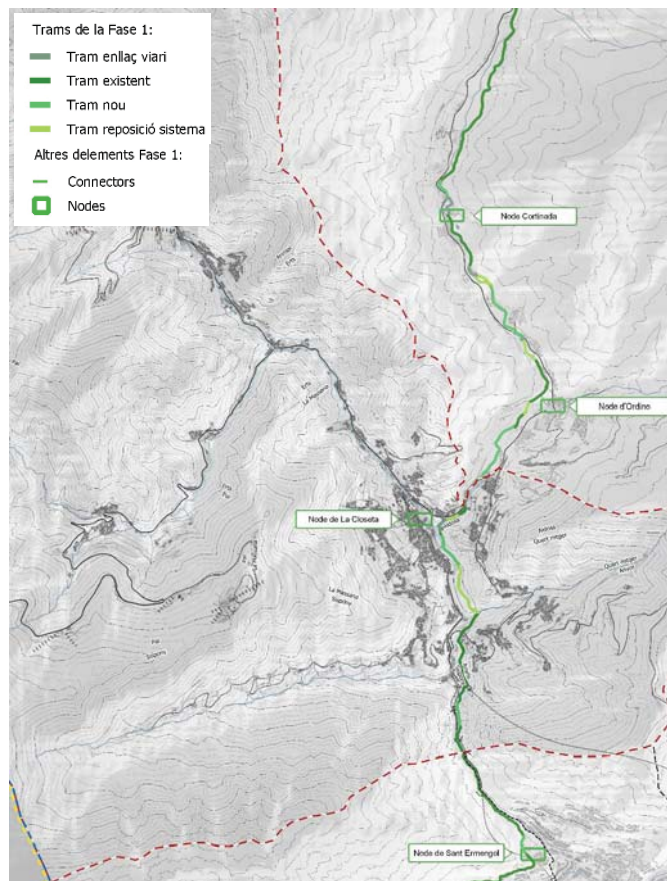 Trams de la Fase 1:
Tram enllaç viari
Tram existent
Tram nou
Tram reposició sistema
Altres delements Fase 1:
Connectors
Nodes
Node Cortinada
Node d'Ordino
Node de La Closeta
Node de Sant Ermengol